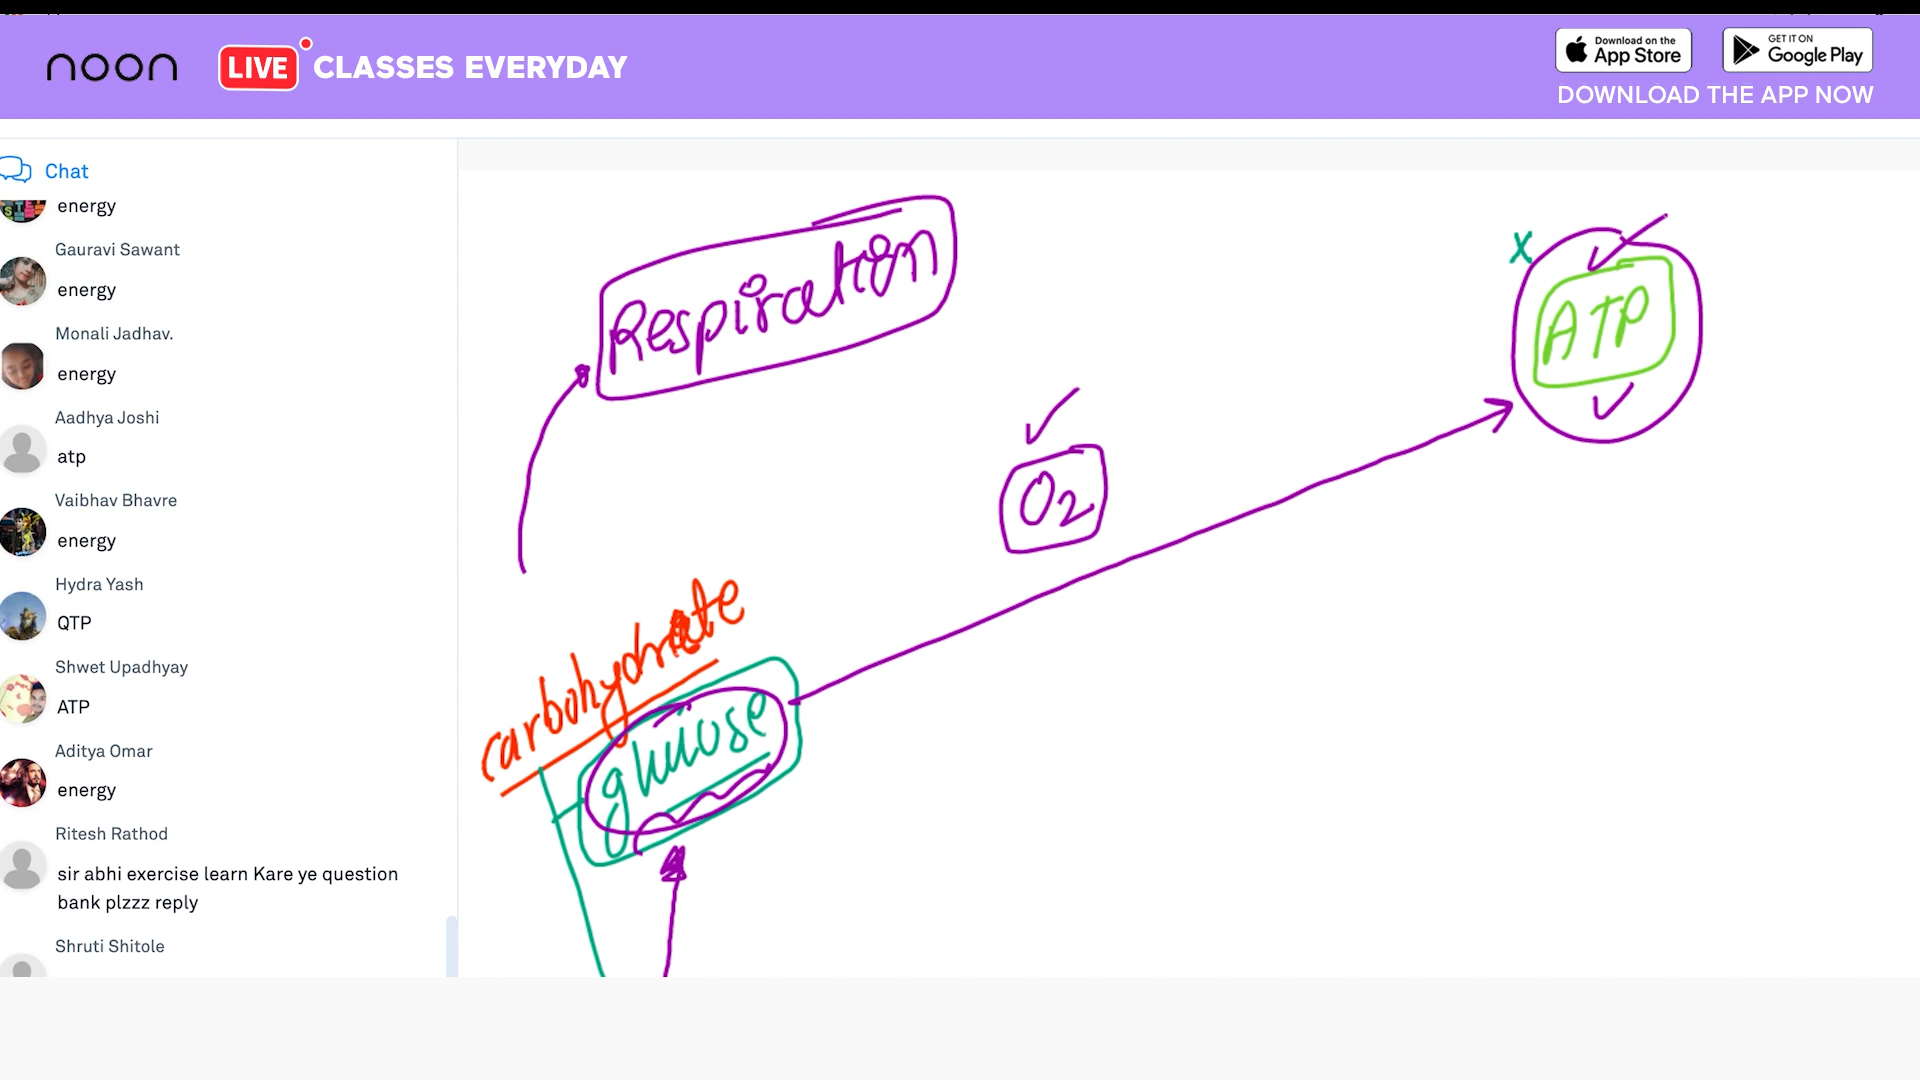 noon
LIVE CLASSES EVERYDAY
Download on the
App Store
GET IT ON
Google Play
DOWNLOAD THE APP NOW
Chat
energy
Gauravi Sawant
energy
Monali Jadhav.
energy
Aadhya Joshi
atp
Vaibhav Bhavre
energy
Hydra Yash
QTP
Shwet Upadhyay
ATP
Aditya Omar
energy
Ritesh Rathod
sir abhi exercise learn Kare ye question
bank plzzz reply
Shruti Shitole
Respiration
x
ATP
O2
carbohydrate
glucose